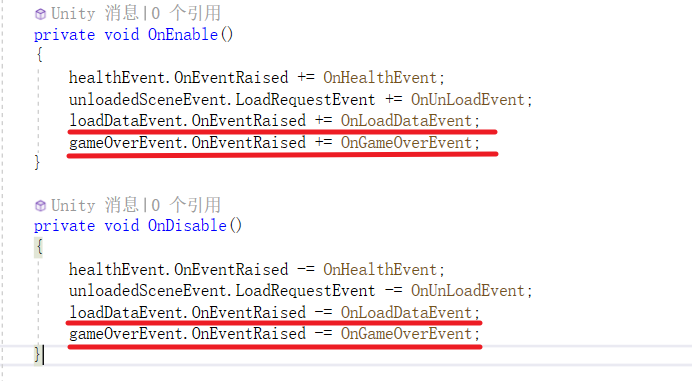 Unity 消息|0 个引用
private void OnEnable()
{
healthEvent.OnEventRaised += OnHealthEvent;
unloadedSceneEvent.LoadRequestEvent += OnUnLoadEvent;
loadDataEvent.OnEventRaised += OnLoadDataEvent;
gameOverEvent.OnEventRaised += OnGameOverEvent;
}
Unity 消息|0 个引用
private void OnDisable()
{
healthEvent.OnEventRaised -= OnHealthEvent;
unloadedSceneEvent.LoadRequestEvent -= OnUnLoadEvent;
loadDataEvent.OnEventRaised -= OnLoadDataEvent;
gameOverEvent.OnEventRaised -= OnGameOverEvent;
}